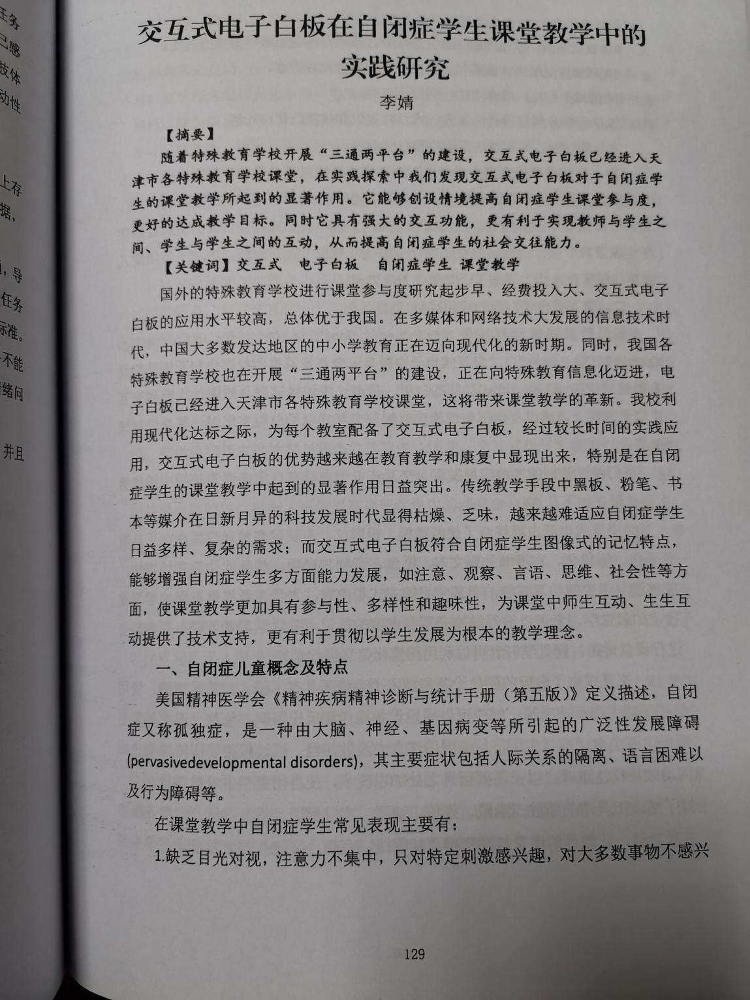 任务
已感
技体
动性
上存
据，
，导
任务
标准。
不能
绪问
并且
交互式电子白板在自闭症学生课堂教学中的
实践研究
李婧
【摘要】
随着特殊教育学校开展“三通两平台”的建设，交互式电子白板已经进入天
津市各特殊教育学校课堂，在实践探索中我们发现交互式电子白板对于自闭症学
生的课堂教学所起到的显著作用。它能够创设情境提高自闭症学生课堂参与度，
更好的达成教学目标。同时它具有强大的交互功能，更有利于实现教师与学生之
间、学生与学生之间的互动，从而提高自闭症学生的社会交往能力。
【关键词】交互式 电子白板 自闭症学生 课堂教学
国外的特殊教育学校进行课堂参与度研究起步早、经费投入大、交互式电子
白板的应用水平较高，总体优于我国。在多媒体和网络技术大发展的信息技术时
代，中国大多数发达地区的中小学教育正在迈向现代化的新时期。同时，我国各
特殊教育学校也在开展“三通两平台”的建设，正在向特殊教育信息化迈进，电
子白板已经进入天津市各特殊教育学校课堂，这将带来课堂教学的革新。我校利
用现代化达标之际，为每个教室配备了交互式电子白板，经过较长时间的实践应
用，交互式电子白板的优势越来越在教育教学和康复中显现出来，特别是在自闭
症学生的课堂教学中起到的显著作用日益突出。传统教学手段中黑板、粉笔、书
本等媒介在日新月异的科技发展时代显得枯燥、乏味，越来越难适应自闭症学生
日益多样、复杂的需求；而交互式电子白板符合自闭症学生图像式的记忆特点，
能够增强自闭症学生多方面能力发展，如注意、观察、言语、思维、社会性等方
面，使课堂教学更加具有参与性、多样性和趣味性，为课堂中师生互动、生生互
动提供了技术支持，更有利于贯彻以学生发展为根本的教学理念。
一、自闭症儿童概念及特点
美国精神医学会《精神疾病精神诊断与统计手册（第五版）》定义描述，自闭
症又称孤独症，是一种由大脑、神经、基因病变等所引起的广泛性发展障碍
(pervasivedevelopmental disorders)，其主要症状包括人际关系的隔离、语言困难以
及行为障碍等。
在课堂教学中自闭症学生常见表现主要有：
1.缺乏目光对视，注意力不集中，只对特定刺激感兴趣，对大多数事物不感兴
129